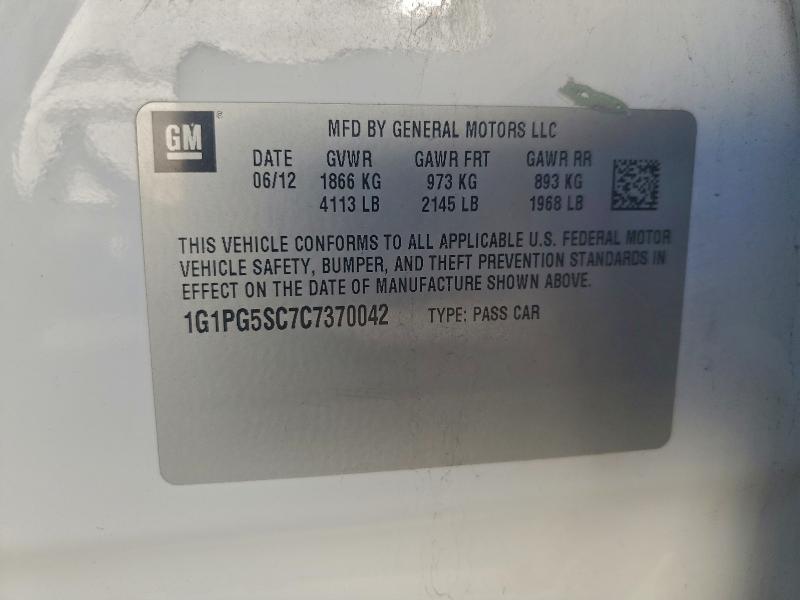 GM ®
MFD BY GENERAL MOTORS LLC
DATE GVWR GAWR FRT GAWR RR
06/12 1866 KG 973 KG 893 KG
4113 LB 2145 LB 1968 LB
THIS VEHICLE CONFORMS TO ALL APPLICABLE U.S. FEDERAL MOTOR
VEHICLE SAFETY, BUMPER, AND THEFT PREVENTION STANDARDS IN
EFFECT ON THE DATE OF MANUFACTURE SHOWN ABOVE.
1G1PG5SC7C7370042 TYPE: PASS CAR